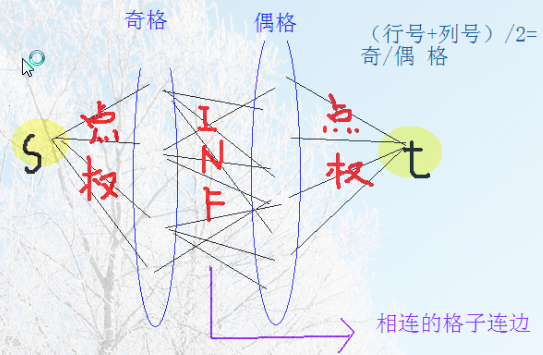 奇格
偶格
（行号+列号）/2=
奇/偶 格
S
点权
INF
点权
t
相连的格子连边